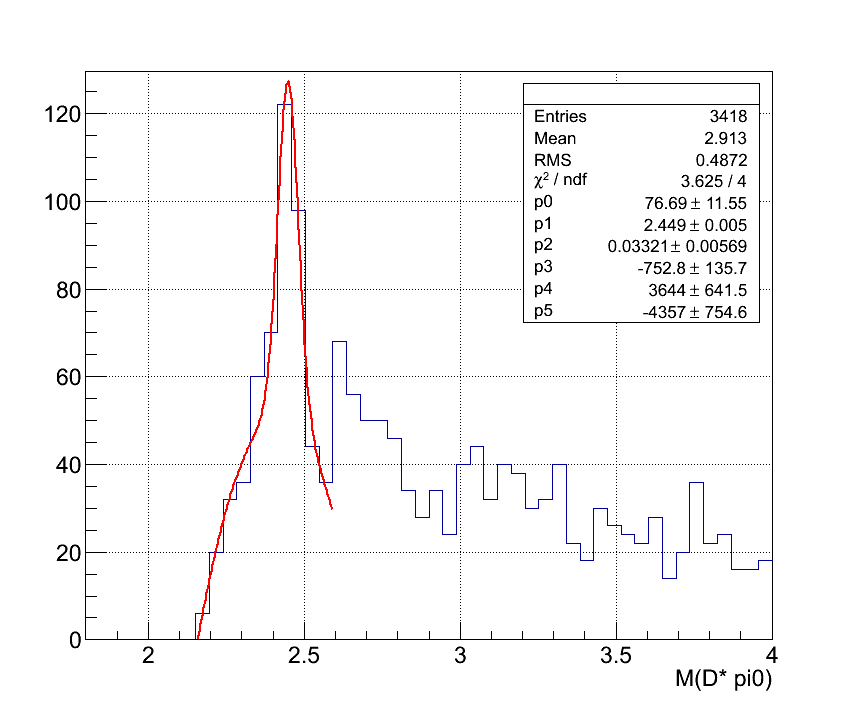 120
100
80
60
40
20
0
2
2.5
3
3.5
4
M(D* pi0)
Entries 3418
Mean 2.913
RMS 0.4872
χ² / ndf 3.625 / 4
p0 76.69 ± 11.55
p1 2.449 ± 0.005
p2 0.03321 ± 0.00569
p3 -752.8 ± 135.7
p4 3644 ± 641.5
p5 -4357 ± 754.6